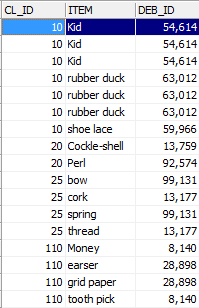 CL_ID ITEM DEB_ID
10 Kid 54,614
10 Kid 54,614
10 Kid 54,614
10 rubber duck 63,012
10 rubber duck 63,012
10 rubber duck 63,012
10 shoe lace 59,966
20 Cockle-shell 13,759
20 Perl 92,574
25 bow 99,131
25 cork 13,177
25 spring 99,131
25 thread 13,177
110 Money 8,140
110 earser 28,898
110 grid paper 28,898
110 tooth pick 8,140